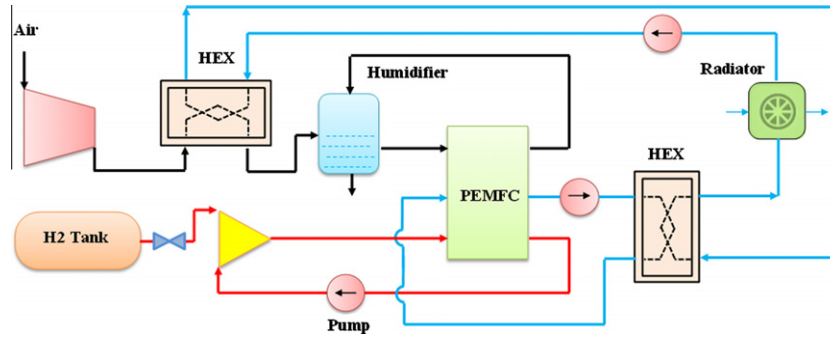 Air
HEX
Humidifier
Radiator
HEX
PEMFC
H2 Tank
Pump